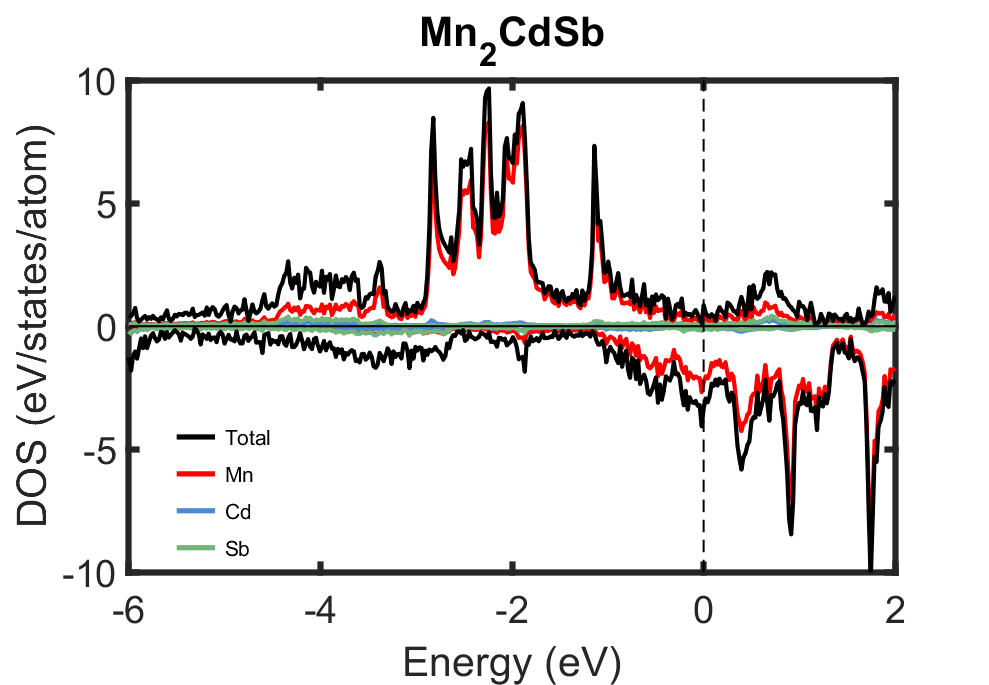 Mn₂CdSb
DOS (eV/states/atom)
10
5
0
-5
-10
Total
Mn
Cd
Sb
-6 -4 -2 0 2
Energy (eV)